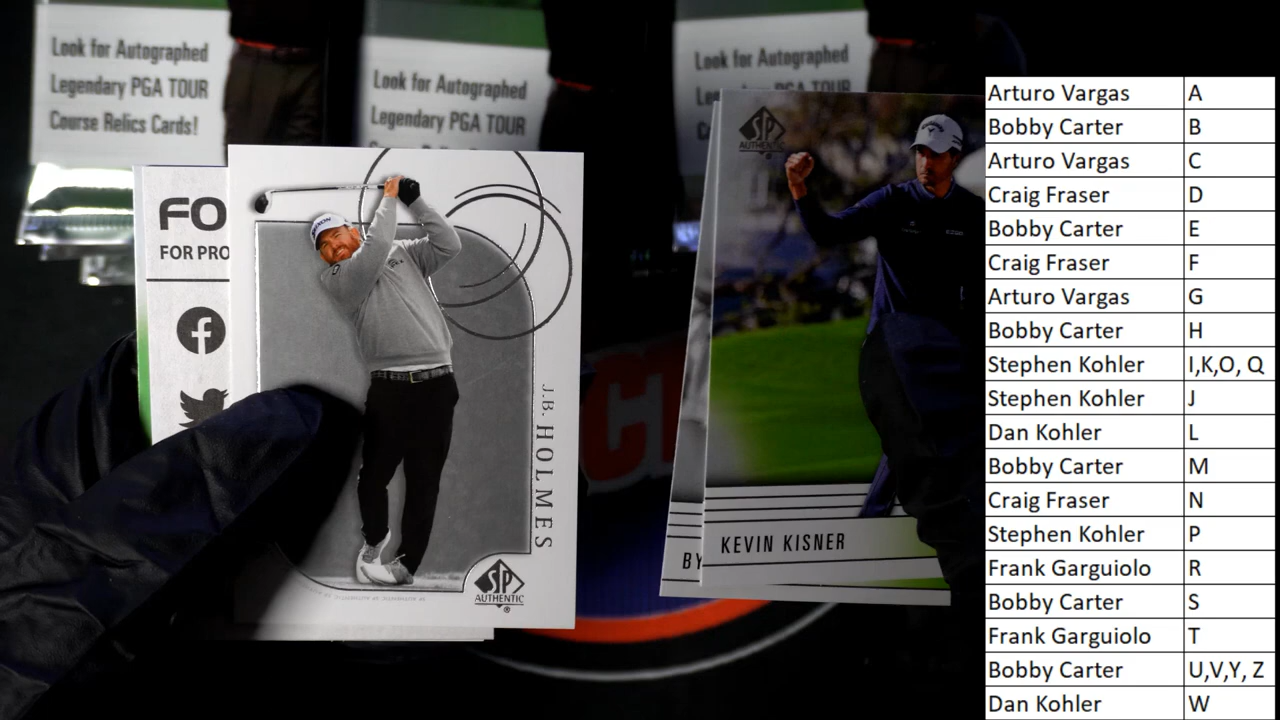 Look for Autographed
Legendary PGA TOUR
Course Relics Cards!
Look for Autographed
Legendary PGA TOUR
Look for Autographed
FO
FOR PRO
J.B. HOLMES
SP
AUTHENTIC
SP
AUTHENTIC
BY
KEVIN KISNER
Arturo Vargas A
Bobby Carter B
Arturo Vargas C
Craig Fraser D
Bobby Carter E
Craig Fraser F
Arturo Vargas G
Bobby Carter H
Stephen Kohler I,K,O, Q
Stephen Kohler J
Dan Kohler L
Bobby Carter M
Craig Fraser N
Stephen Kohler P
Frank Garguiolo R
Bobby Carter S
Frank Garguiolo T
Bobby Carter U,V,Y, Z
Dan Kohler W